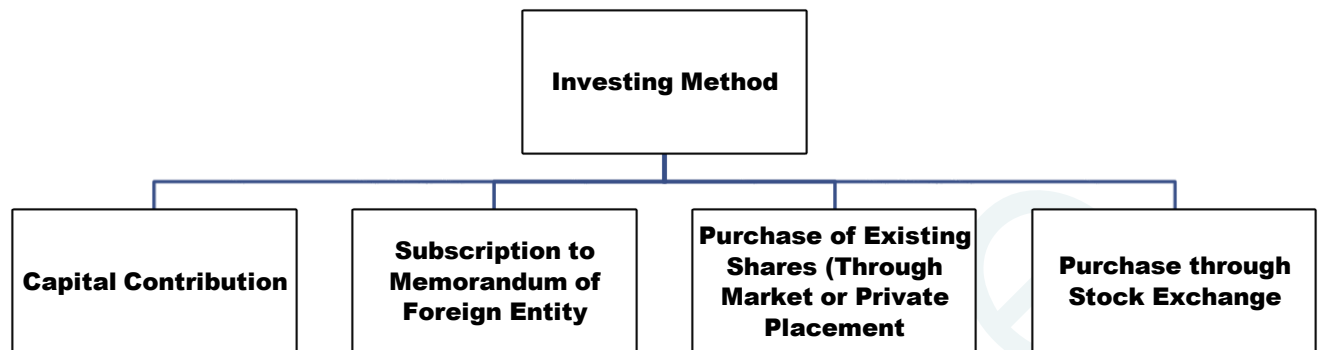 Investing Method
Capital Contribution
Subscription to
Memorandum of
Foreign Entity
Purchase of Existing
Shares (Through
Market or Private
Placement
Purchase through
Stock Exchange